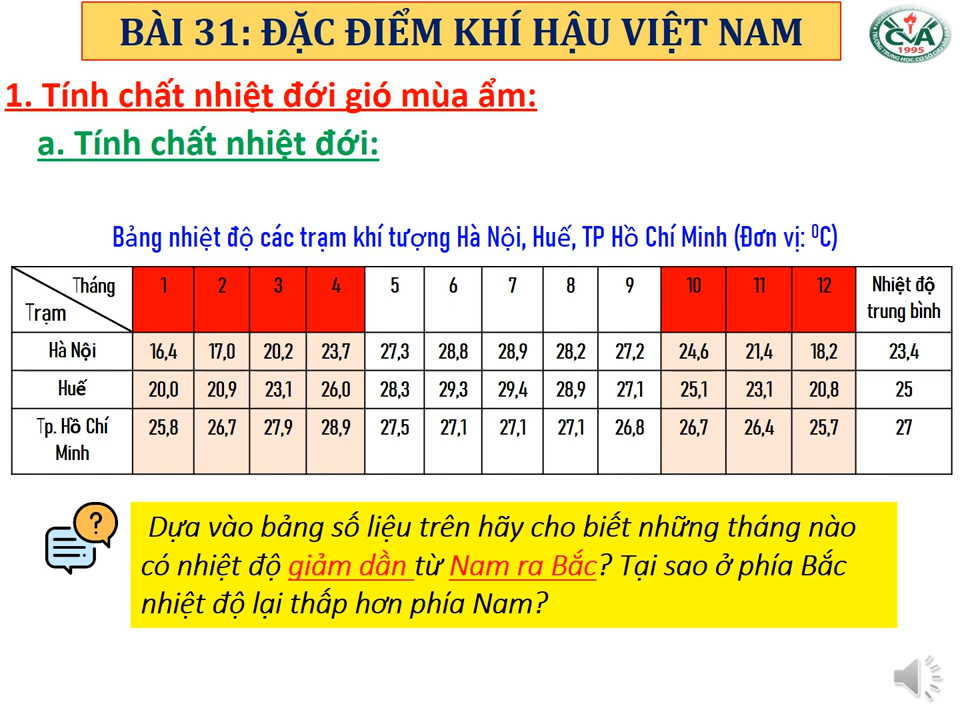 BÀI 31: ĐẶC ĐIỂM KHÍ HẬU VIỆT NAM
CVA
1995
1. Tính chất nhiệt đới gió mùa ẩm:
a. Tính chất nhiệt đới:
Bảng nhiệt độ các trạm khí tượng Hà Nội, Huế, TP Hồ Chí Minh (Đơn vị: ⁰C)
Tháng Trạm 1 2 3 4 5 6 7 8 9 10 11 12 Nhiệt độ trung bình
Hà Nội 16,4 17,0 20,2 23,7 27,3 28,8 28,9 28,2 27,2 24,6 21,4 18,2 23,4
Huế 20,0 20,9 23,1 26,0 28,3 29,3 29,4 28,9 27,1 25,1 23,1 20,8 25
Tp. Hồ Chí Minh 25,8 26,7 27,9 28,9 27,5 27,1 27,1 27,1 26,8 26,7 26,4 25,7 27
?
Dựa vào bảng số liệu trên hãy cho biết những tháng nào
có nhiệt độ giảm dần từ Nam ra Bắc? Tại sao ở phía Bắc
nhiệt độ lại thấp hơn phía Nam?